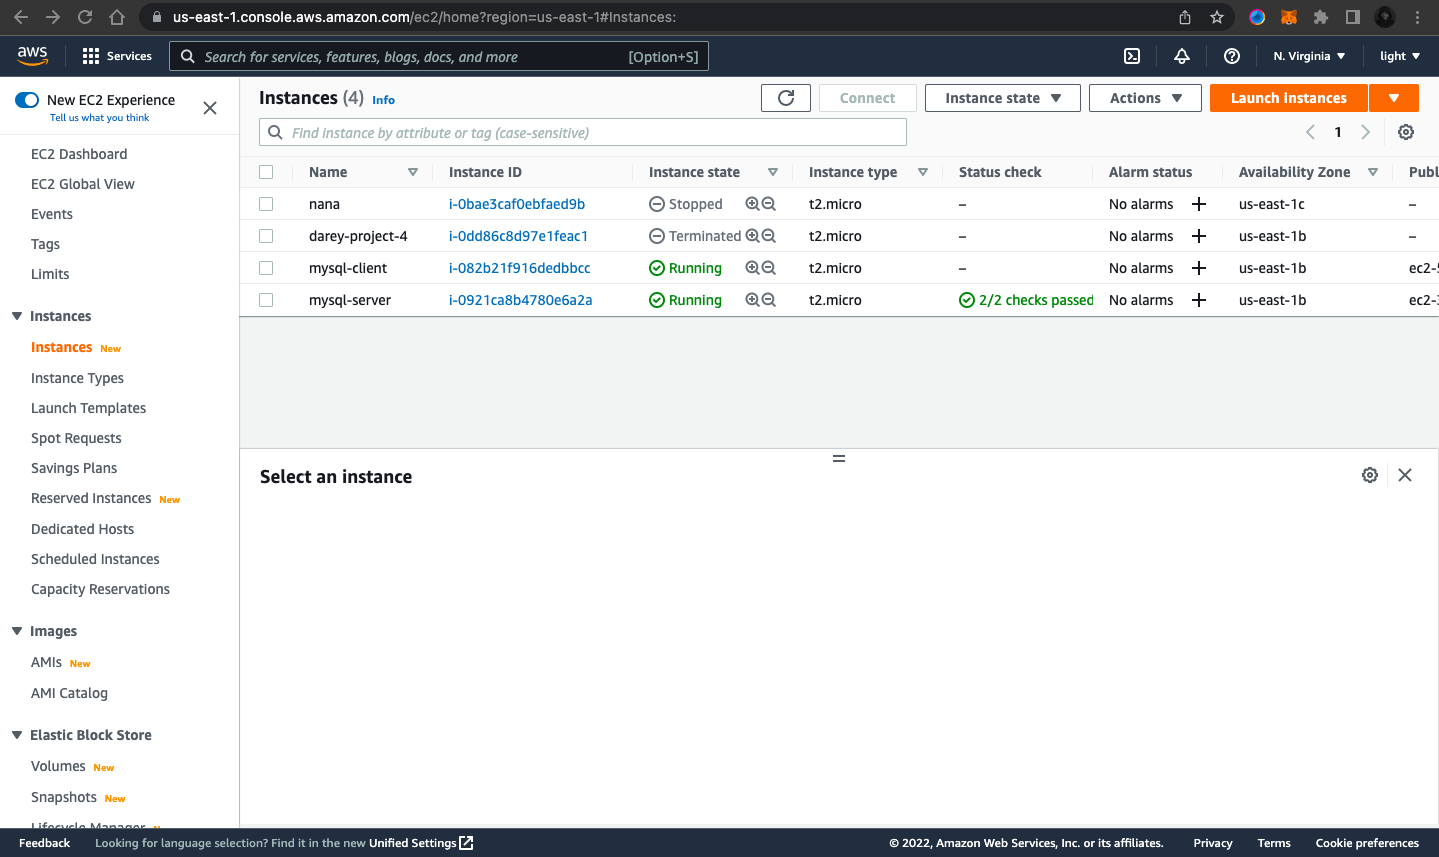 us-east-1.console.aws.amazon.com/ec2/home?region=us-east-1#Instances:
aws Services Search for services, features, blogs, docs, and more [Option+S] N. Virginia light
New EC2 Experience
Tell us what you think
EC2 Dashboard
EC2 Global View
Events
Tags
Limits
Instances
Instances New
Instance Types
Launch Templates
Spot Requests
Savings Plans
Reserved Instances New
Dedicated Hosts
Scheduled Instances
Capacity Reservations
Images
AMIs New
AMI Catalog
Elastic Block Store
Volumes New
Snapshots New
Lifecycle Manager
Instances (4) Info Connect Instance state Actions Launch instances
Find instance by attribute or tag (case-sensitive) 1
Name Instance ID Instance state Instance type Status check Alarm status Availability Zone Publ
nana i-0bae3caf0ebfaed9b Stopped t2.micro – No alarms + us-east-1c –
darey-project-4 i-0dd86c8d97e1feac1 Terminated t2.micro – No alarms + us-east-1b –
mysql-client i-082b21f916dedbbcc Running t2.micro – No alarms + us-east-1b ec2-5
mysql-server i-0921ca8b4780e6a2a Running t2.micro 2/2 checks passed No alarms + us-east-1b ec2-3
Select an instance
Feedback Looking for language selection? Find it in the new Unified Settings © 2022, Amazon Web Services, Inc. or its affiliates. Privacy Terms Cookie preferences